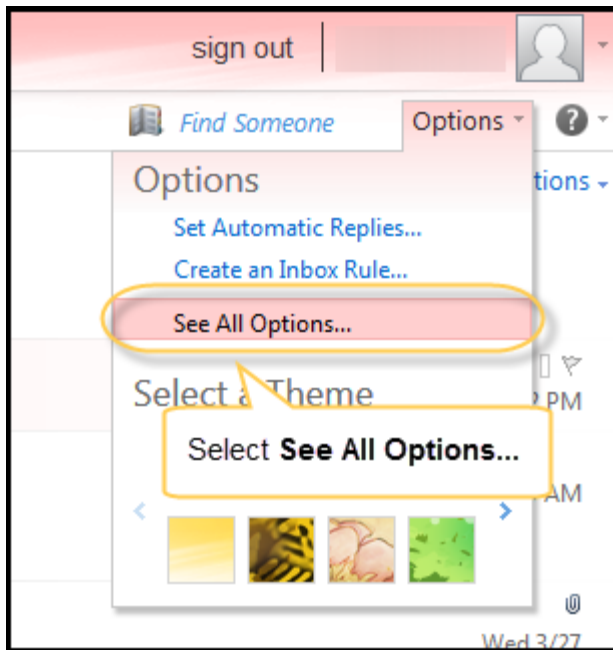 sign out
Find Someone
Options
Options
tions
Set Automatic Replies...
Create an Inbox Rule...
See All Options...
Select a Theme
PM
Select See All Options...
AM
Wed 3/27